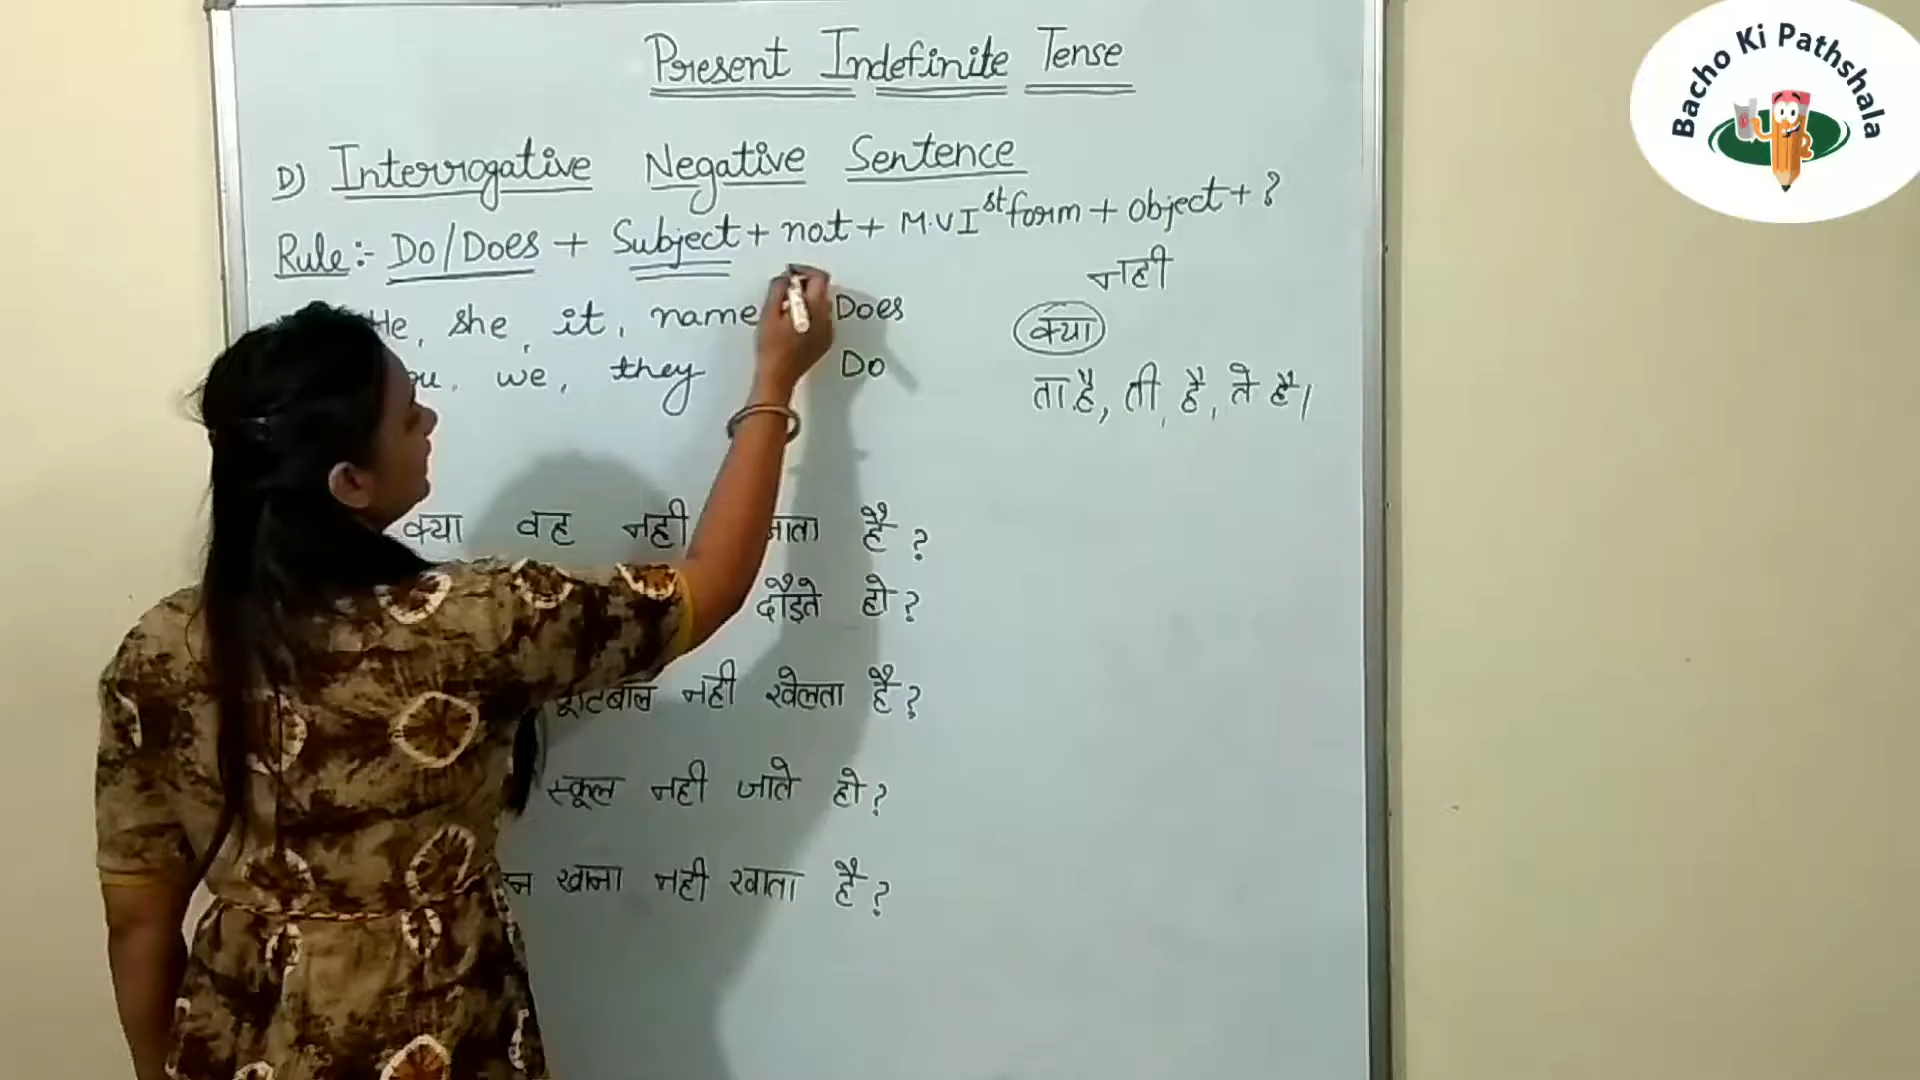 Present Indefinite Tense
Bacho Ki Pathshala
D) Interrogative Negative Sentence
Rule:- Do/Does + Subject + not + M.V Ist form + object + ?
नही
He, she, it, name Does
क्या
we, they Do
ता है, ती है, ते है।
क्या वह नही है?
दौड़ते हो?
नही खेलता है?
स्कूल नही जाते हो?
खाना नही खाता है?